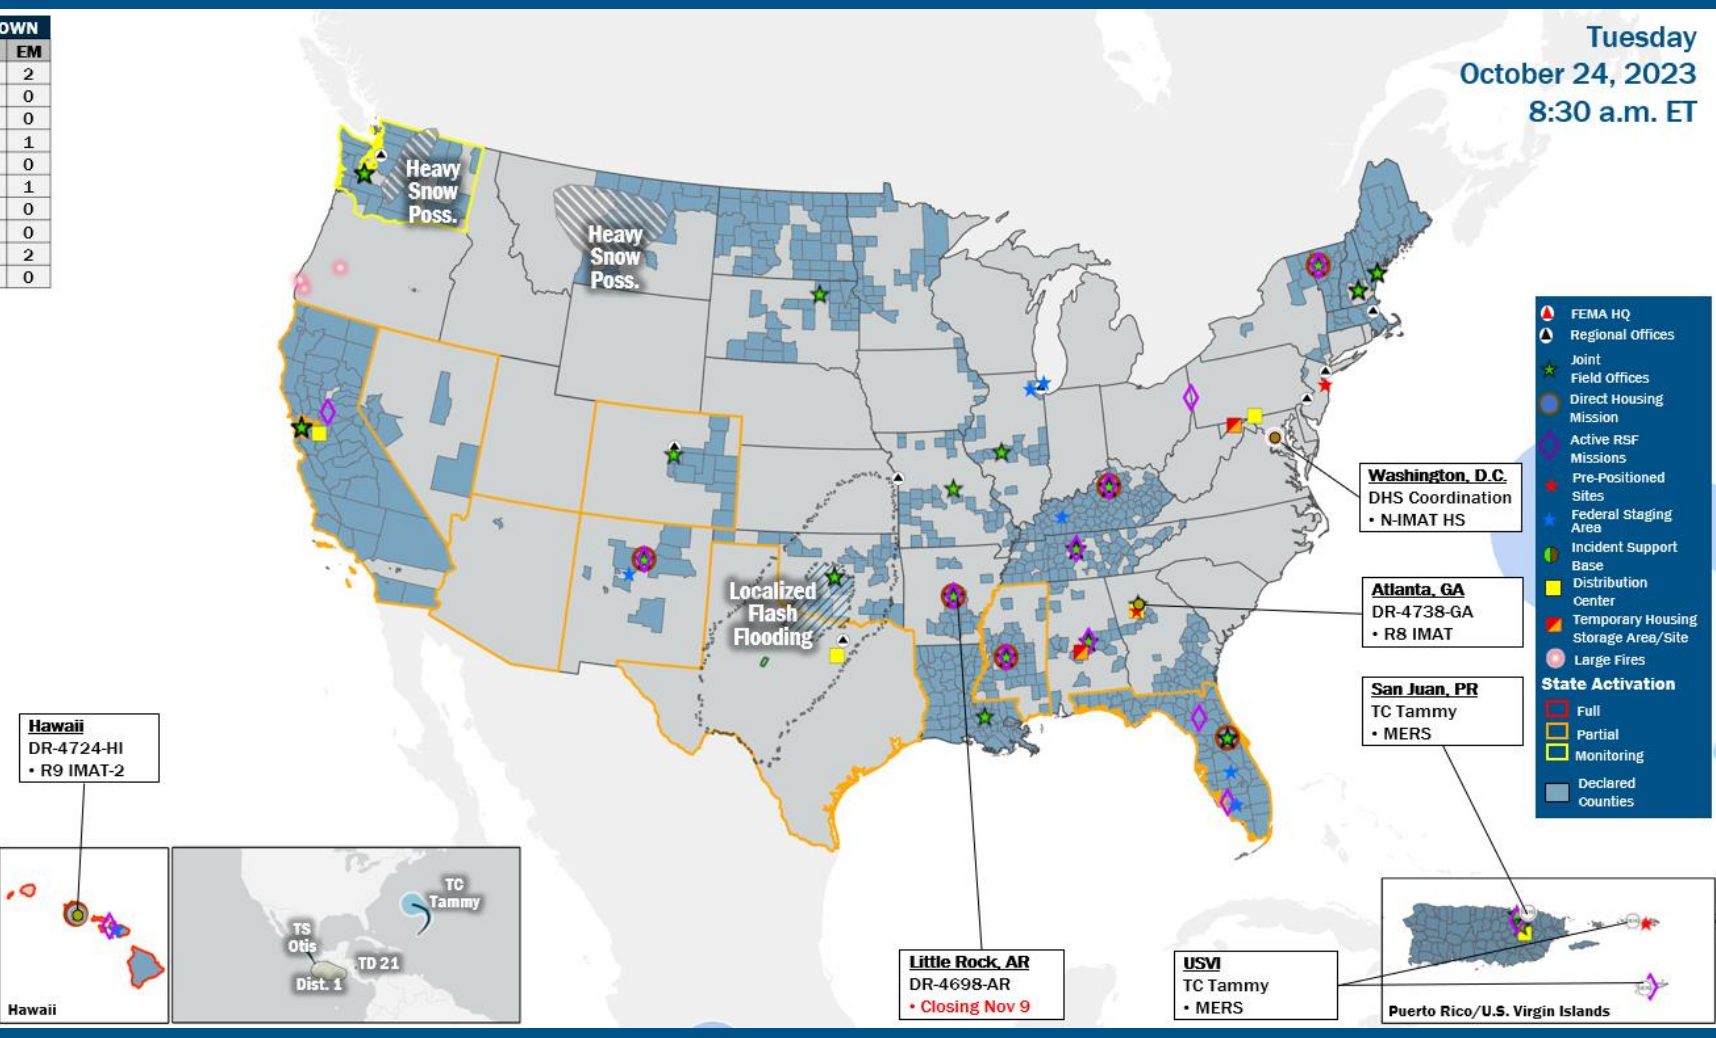 OWN
EM
2
0
0
1
0
1
0
0
2
0
Tuesday
October 24, 2023
8:30 a.m. ET
Heavy
Snow
Poss.
Heavy
Snow
Poss.
Localized
Flash
Flooding
FEMA HQ
Regional Offices
Joint
Field Offices
Direct Housing
Mission
Active RSF
Missions
Pre-Positioned
Sites
Federal Staging
Area
Incident Support
Base
Distribution
Center
Temporary Housing
Storage Area/Site
Large Fires
State Activation
Full
Partial
Monitoring
Declared
Counties
Washington, D.C.
DHS Coordination
• N-IMAT HS
Atlanta, GA
DR-4738-GA
• R8 IMAT
San Juan, PR
TC Tammy
• MERS
Hawaii
DR-4724-HI
• R9 IMAT-2
Hawaii
TC
Tammy
TS
Otis
TD 21
Dist. 1
Little Rock, AR
DR-4698-AR
• Closing Nov 9
USVI
TC Tammy
• MERS
Puerto Rico/U.S. Virgin Islands